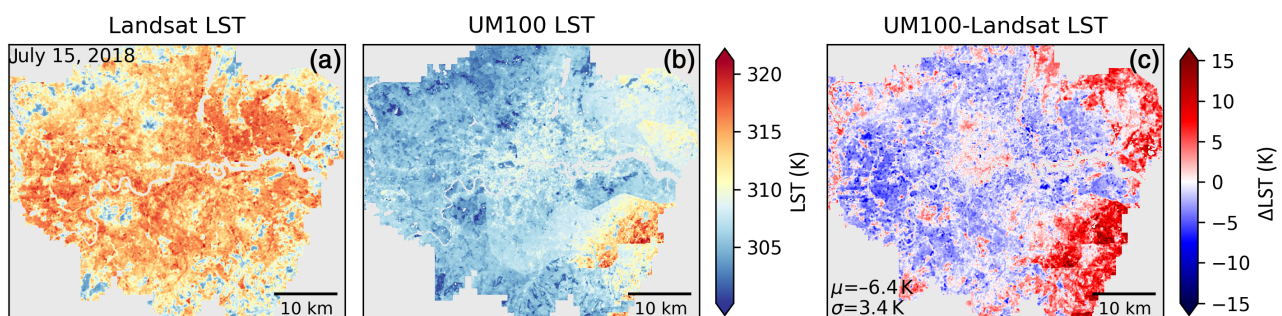 Landsat LST
UM100 LST
UM100-Landsat LST
July 15, 2018
(a)
(b)
(c)
320
315
310
305
LST (K)
15
10
5
0
−5
−10
−15
ΔLST (K)
10 km
10 km
μ=–6.4 K
σ=3.4 K
10 km